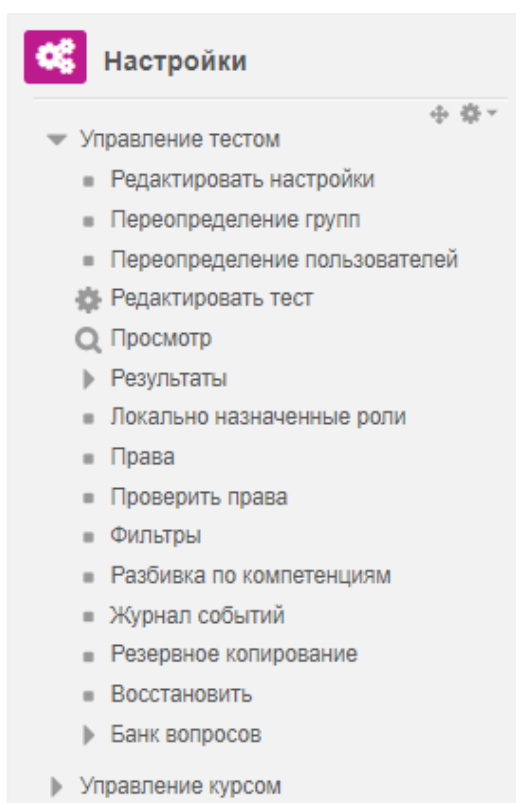 Настройки
Управление тестом
Редактировать настройки
Переопределение групп
Переопределение пользователей
Редактировать тест
Просмотр
Результаты
Локально назначенные роли
Права
Проверить права
Фильтры
Разбивка по компетенциям
Журнал событий
Резервное копирование
Восстановить
Банк вопросов
Управление курсом